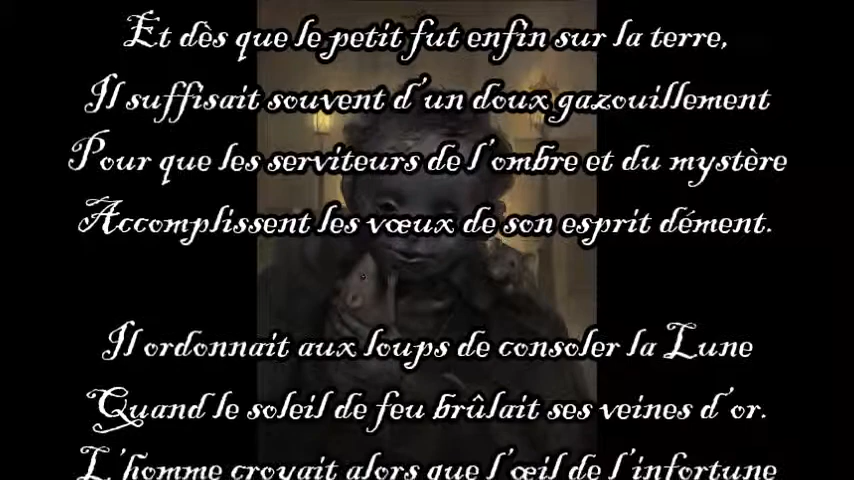 Et dès que le petit fut enfin sur la terre,
Il suffisait souvent d'un doux gazouillement
Pour que les serviteurs de l'ombre et du mystère
Accomplissent les vœux de son esprit dément.
Il ordonnait aux loups de consoler la Lune
Quand le soleil de feu brûlait ses veines d'or.
L'homme croyait alors que l'œil de l'infortune